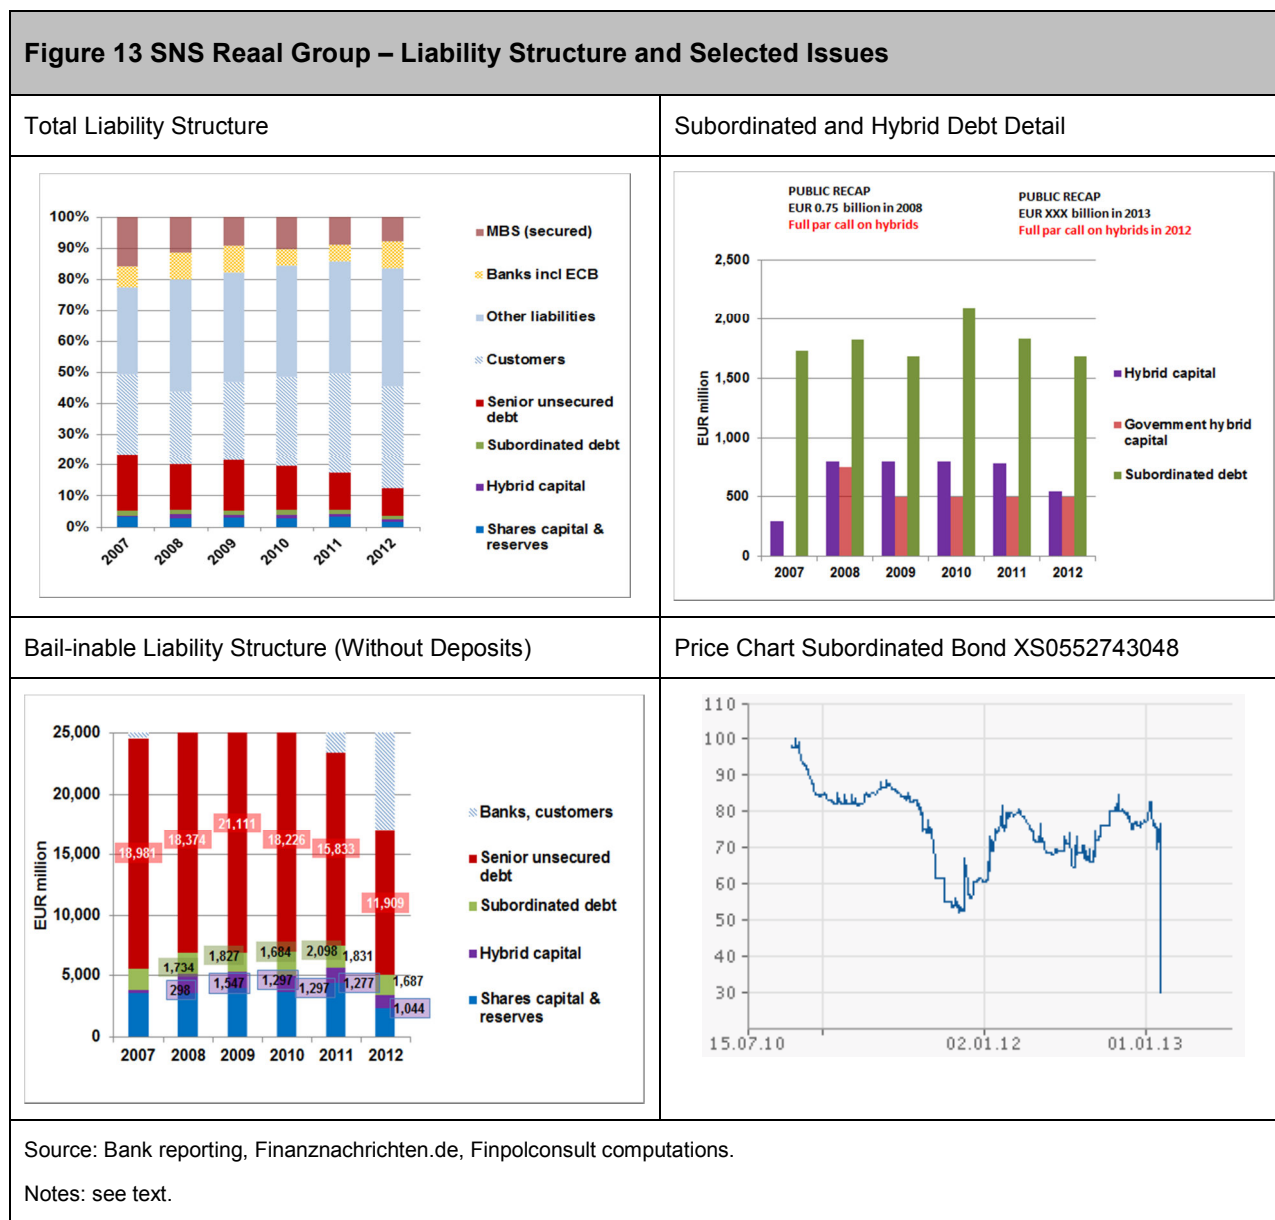 Figure 13 SNS Reaal Group – Liability Structure and Selected Issues
Total Liability Structure
100%
90%
80%
70%
60%
50%
40%
30%
20%
10%
0%
2007
2008
2009
2010
2011
2012
MBS (secured)
Banks incl ECB
Other liabilities
Customers
Senior unsecured
debt
Subordinated debt
Hybrid capital
Shares capital &
reserves
Subordinated and Hybrid Debt Detail
PUBLIC RECAP
EUR 0.75 billion in 2008
Full par call on hybrids
PUBLIC RECAP
EUR XXX billion in 2013
Full par call on hybrids in 2012
EUR million
2,500
2,000
1,500
1,000
500
0
2007
2008
2009
2010
2011
2012
Hybrid capital
Government hybrid
capital
Subordinated debt
Bail-inable Liability Structure (Without Deposits)
EUR million
25,000
20,000
15,000
10,000
5,000
0
18,981
18,374
21,111
18,226
15,833
11,909
1,734
1,827
1,684
2,098
1,831
1,687
298
1,547
1,297
1,297
1,277
1,044
2007
2008
2009
2010
2011
2012
Banks, customers
Senior unsecured
debt
Subordinated debt
Hybrid capital
Shares capital &
reserves
Price Chart Subordinated Bond XS0552743048
110
100
90
80
70
60
50
40
30
15.07.10
02.01.12
01.01.13
Source: Bank reporting, Finanznachrichten.de, Finpolconsult computations.
Notes: see text.